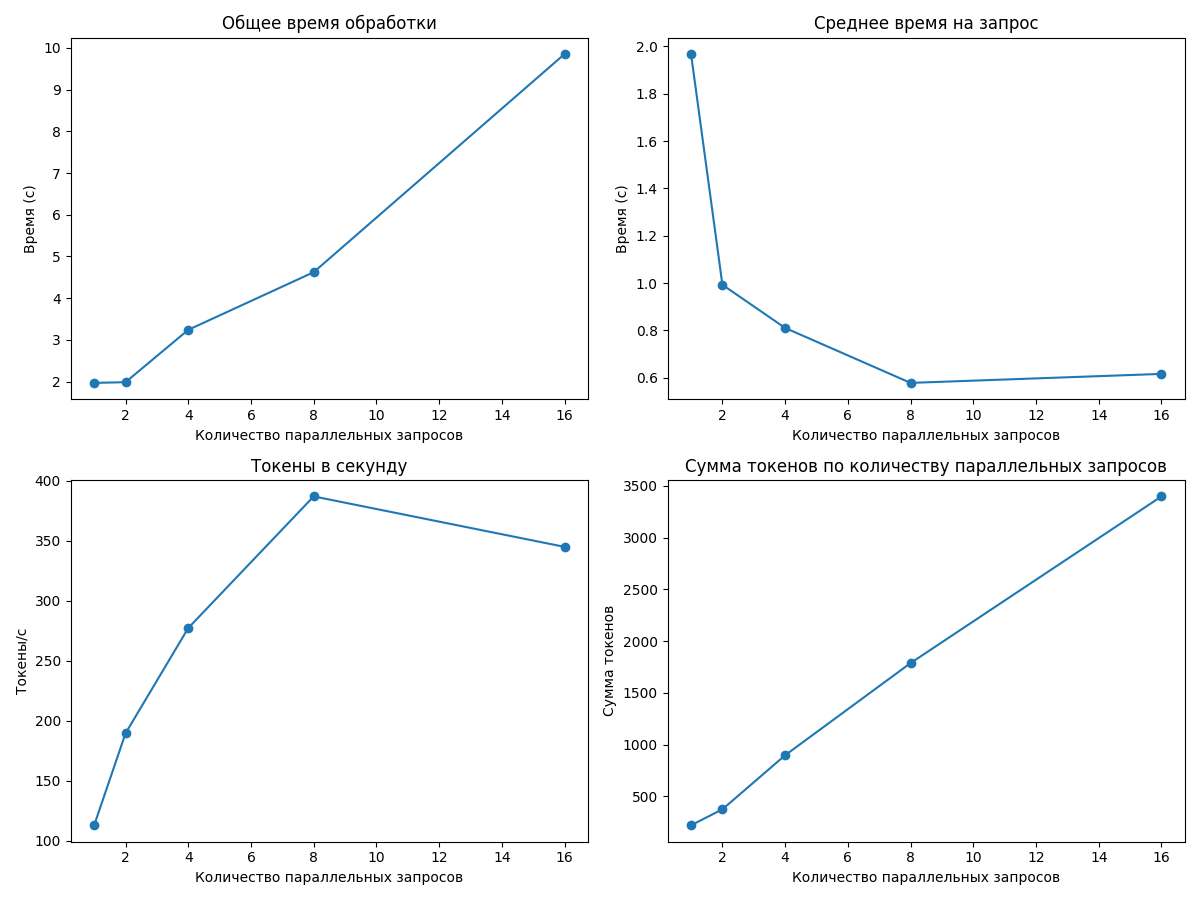 Общее время обработки
10
9
8
7
6
5
4
3
2
Время (с)
2 4 6 8 10 12 14 16
Количество параллельных запросов
Среднее время на запрос
2.0
1.8
1.6
1.4
1.2
1.0
0.8
0.6
Время (с)
2 4 6 8 10 12 14 16
Количество параллельных запросов
Токены в секунду
400
350
300
250
200
150
100
Токены/с
2 4 6 8 10 12 14 16
Количество параллельных запросов
Сумма токенов по количеству параллельных запросов
3500
3000
2500
2000
1500
1000
500
Сумма токенов
2 4 6 8 10 12 14 16
Количество параллельных запросов